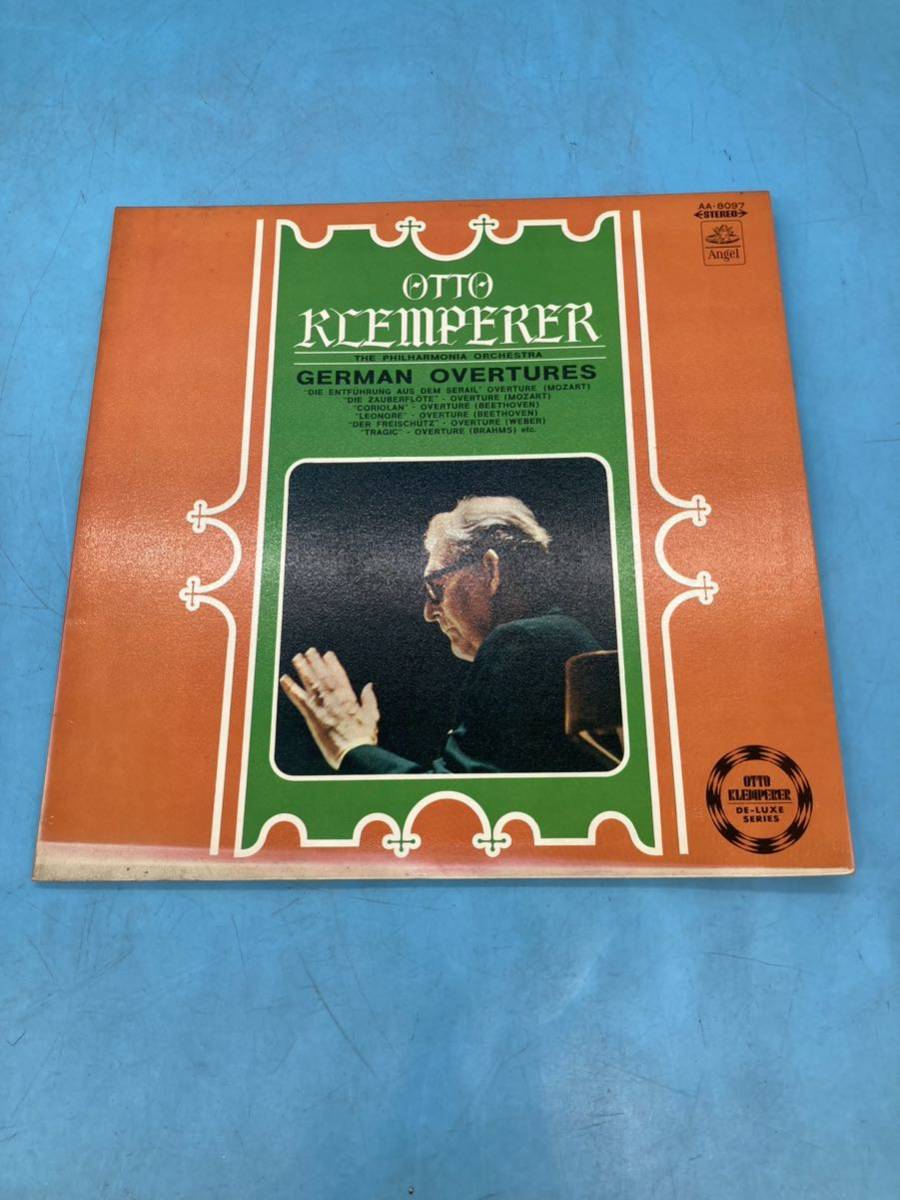 AA·8097
STEREO
Angel
OTTO
KLEMPERER
THE PHILHARMONIA ORCHESTRA
GERMAN OVERTURES
"DIE ENTFÜHRUNG AUS DEM SERAIL" OVERTURE (MOZART)
"DIE ZAUBERFLÖTE" - OVERTURE (MOZART)
"CORIOLAN" - OVERTURE (BEETHOVEN)
"LEONORE" - OVERTURE (BEETHOVEN)
"DER FREISCHÜTZ" - OVERTURE (WEBER)
"TRAGIC" - OVERTURE (BRAHMS) etc.
OTTO
KLEMPERER
DE-LUXE
SERIES